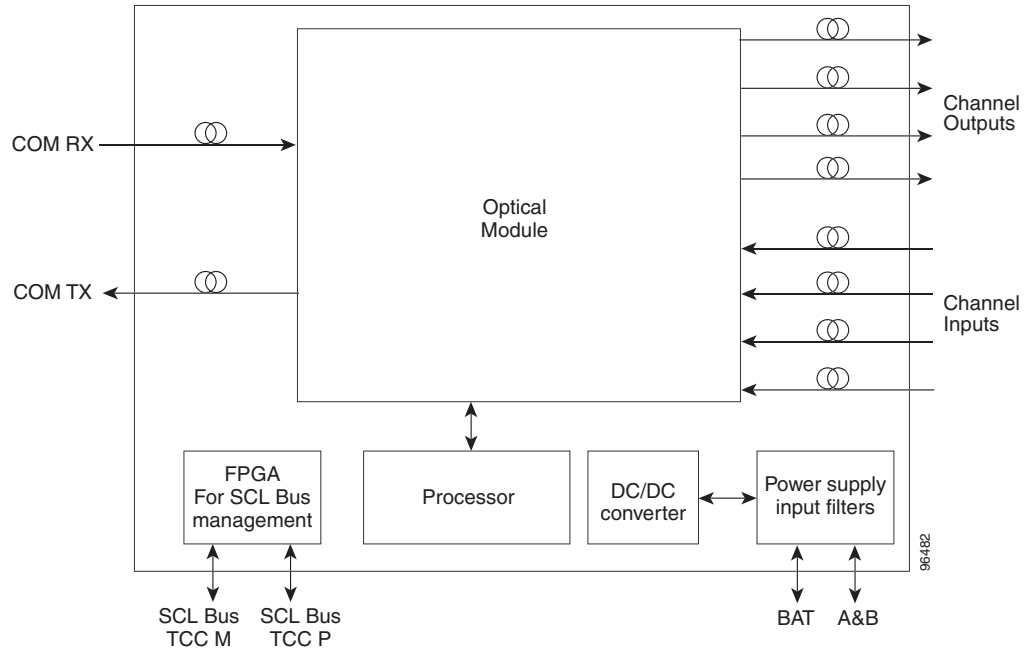 COM RX
COM TX
Optical
Module
Channel
Outputs
Channel
Inputs
FPGA
For SCL Bus
management
Processor
DC/DC
converter
Power supply
input filters
SCL Bus
TCC M
SCL Bus
TCC P
BAT
A&B
96482